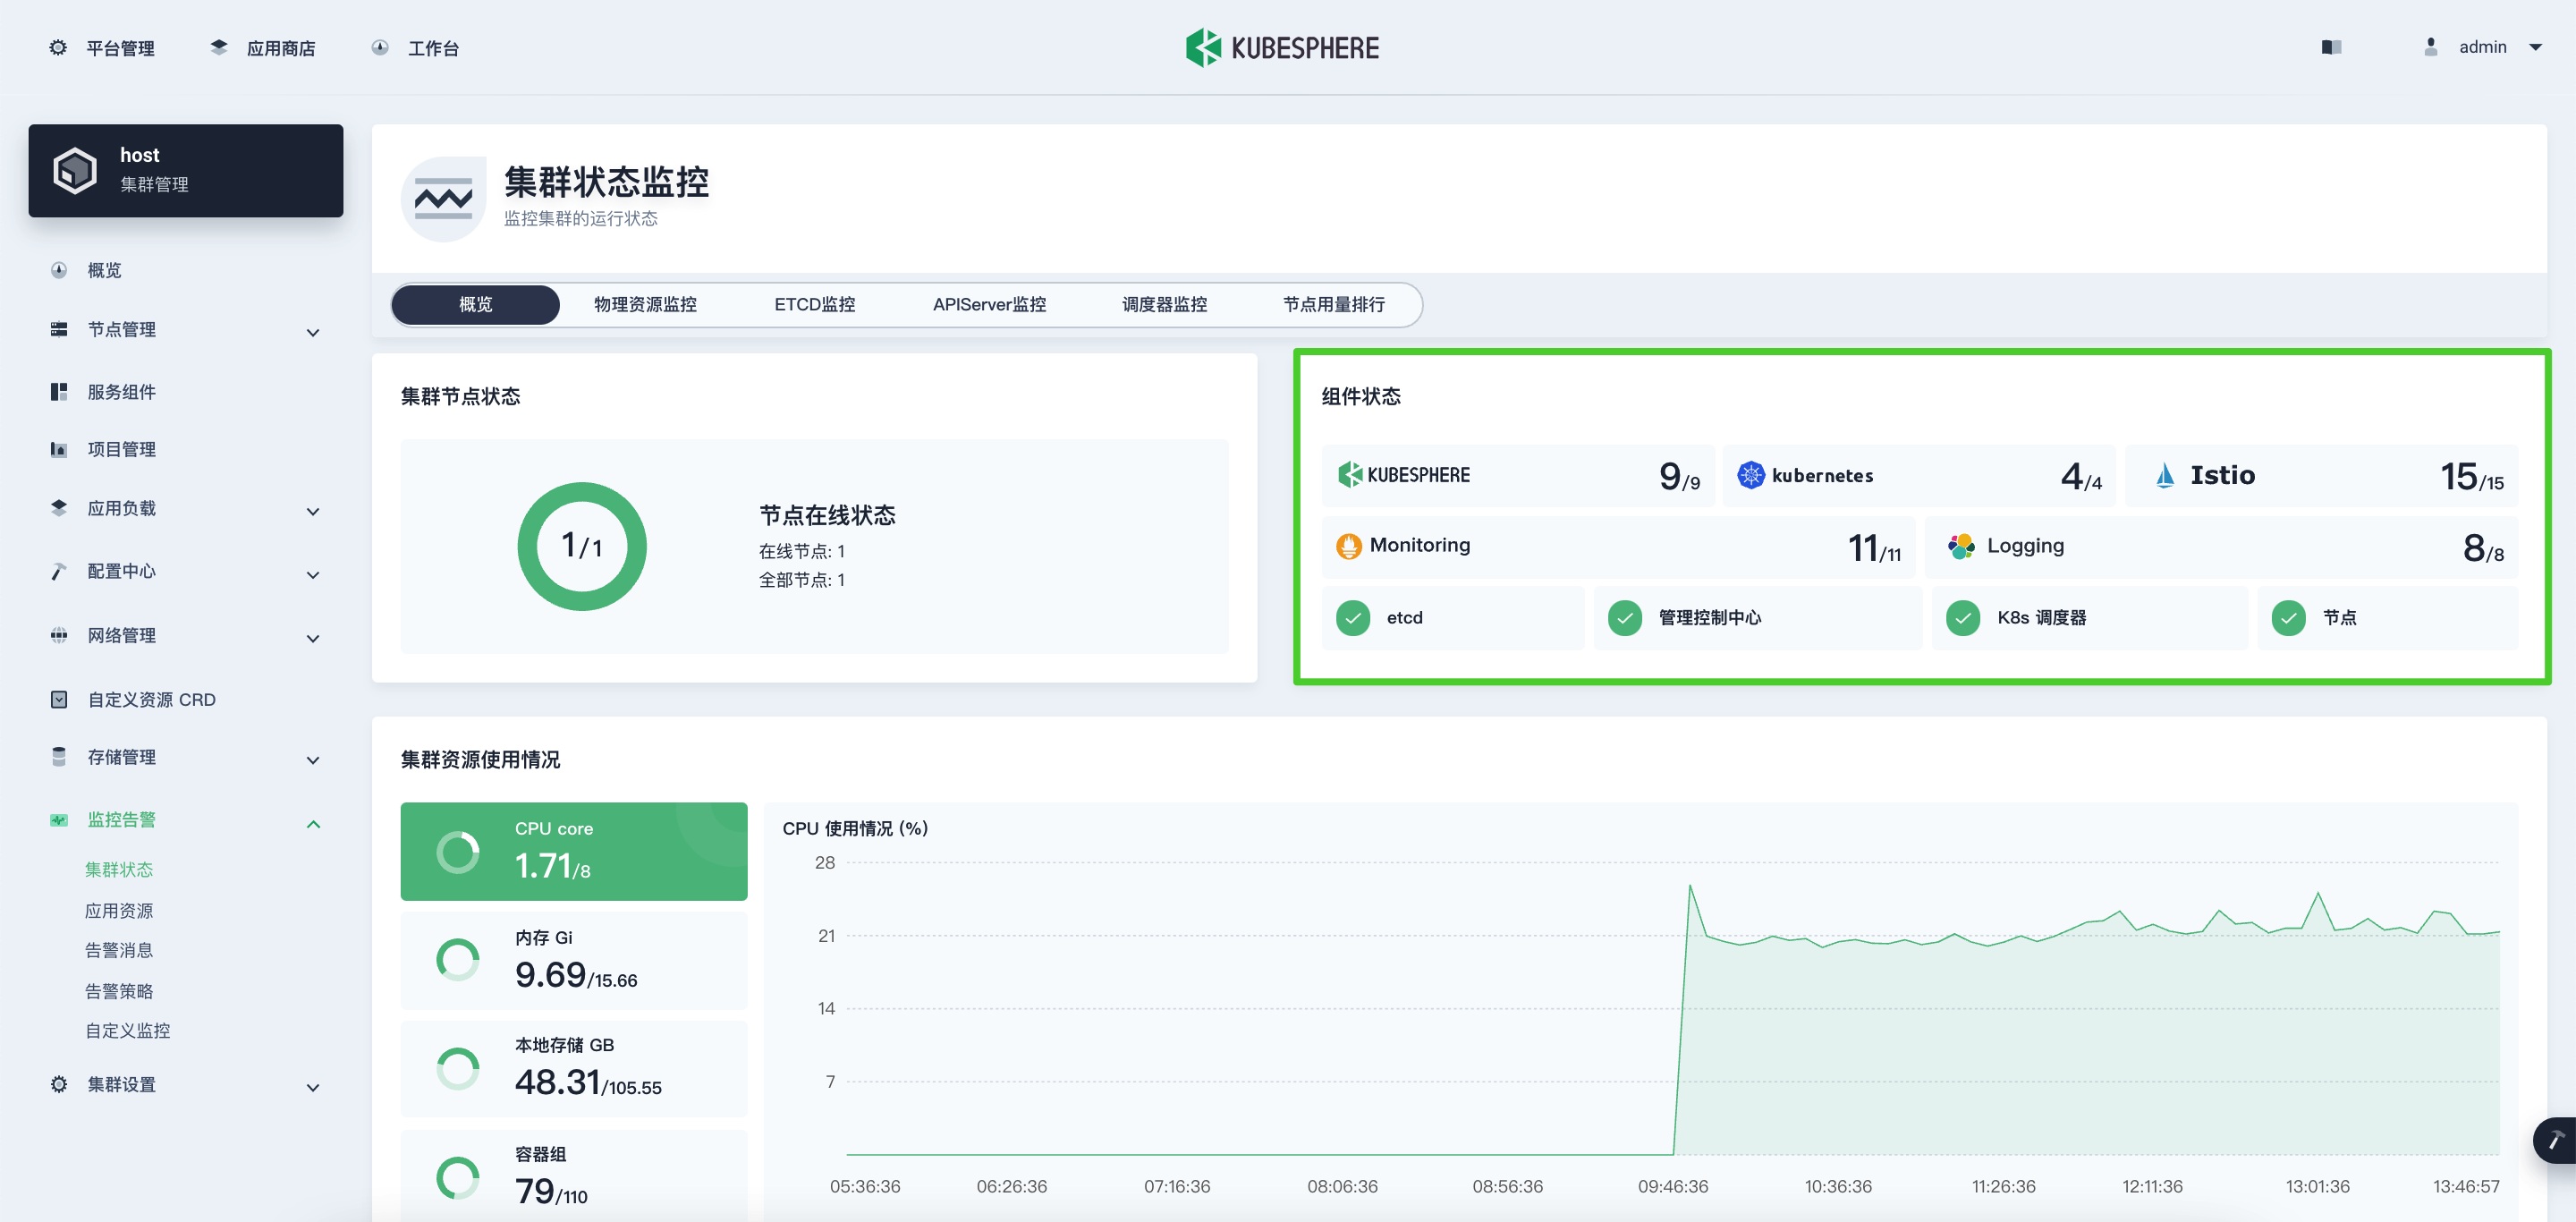 平台管理
应用商店
工作台
KUBESPHERE
admin
host
集群管理
概览
节点管理
服务组件
项目管理
应用负载
配置中心
网络管理
自定义资源 CRD
存储管理
监控告警
集群状态
应用资源
告警消息
告警策略
自定义监控
集群设置
集群状态监控
监控集群的运行状态
概览
物理资源监控
ETCD监控
APIServer监控
调度器监控
节点用量排行
集群节点状态
1/1
节点在线状态
在线节点: 1
全部节点: 1
组件状态
KUBESPHERE 9/9
kubernetes 4/4
Istio 15/15
Monitoring 11/11
Logging 8/8
etcd
管理控制中心
K8s 调度器
节点
集群资源使用情况
CPU core
1.71/8
内存 Gi
9.69/15.66
本地存储 GB
48.31/105.55
容器组
79/110
CPU 使用情况 (%)
28
21
14
7
05:36:36
06:26:36
07:16:36
08:06:36
08:56:36
09:46:36
10:36:36
11:26:36
12:11:36
13:01:36
13:46:57